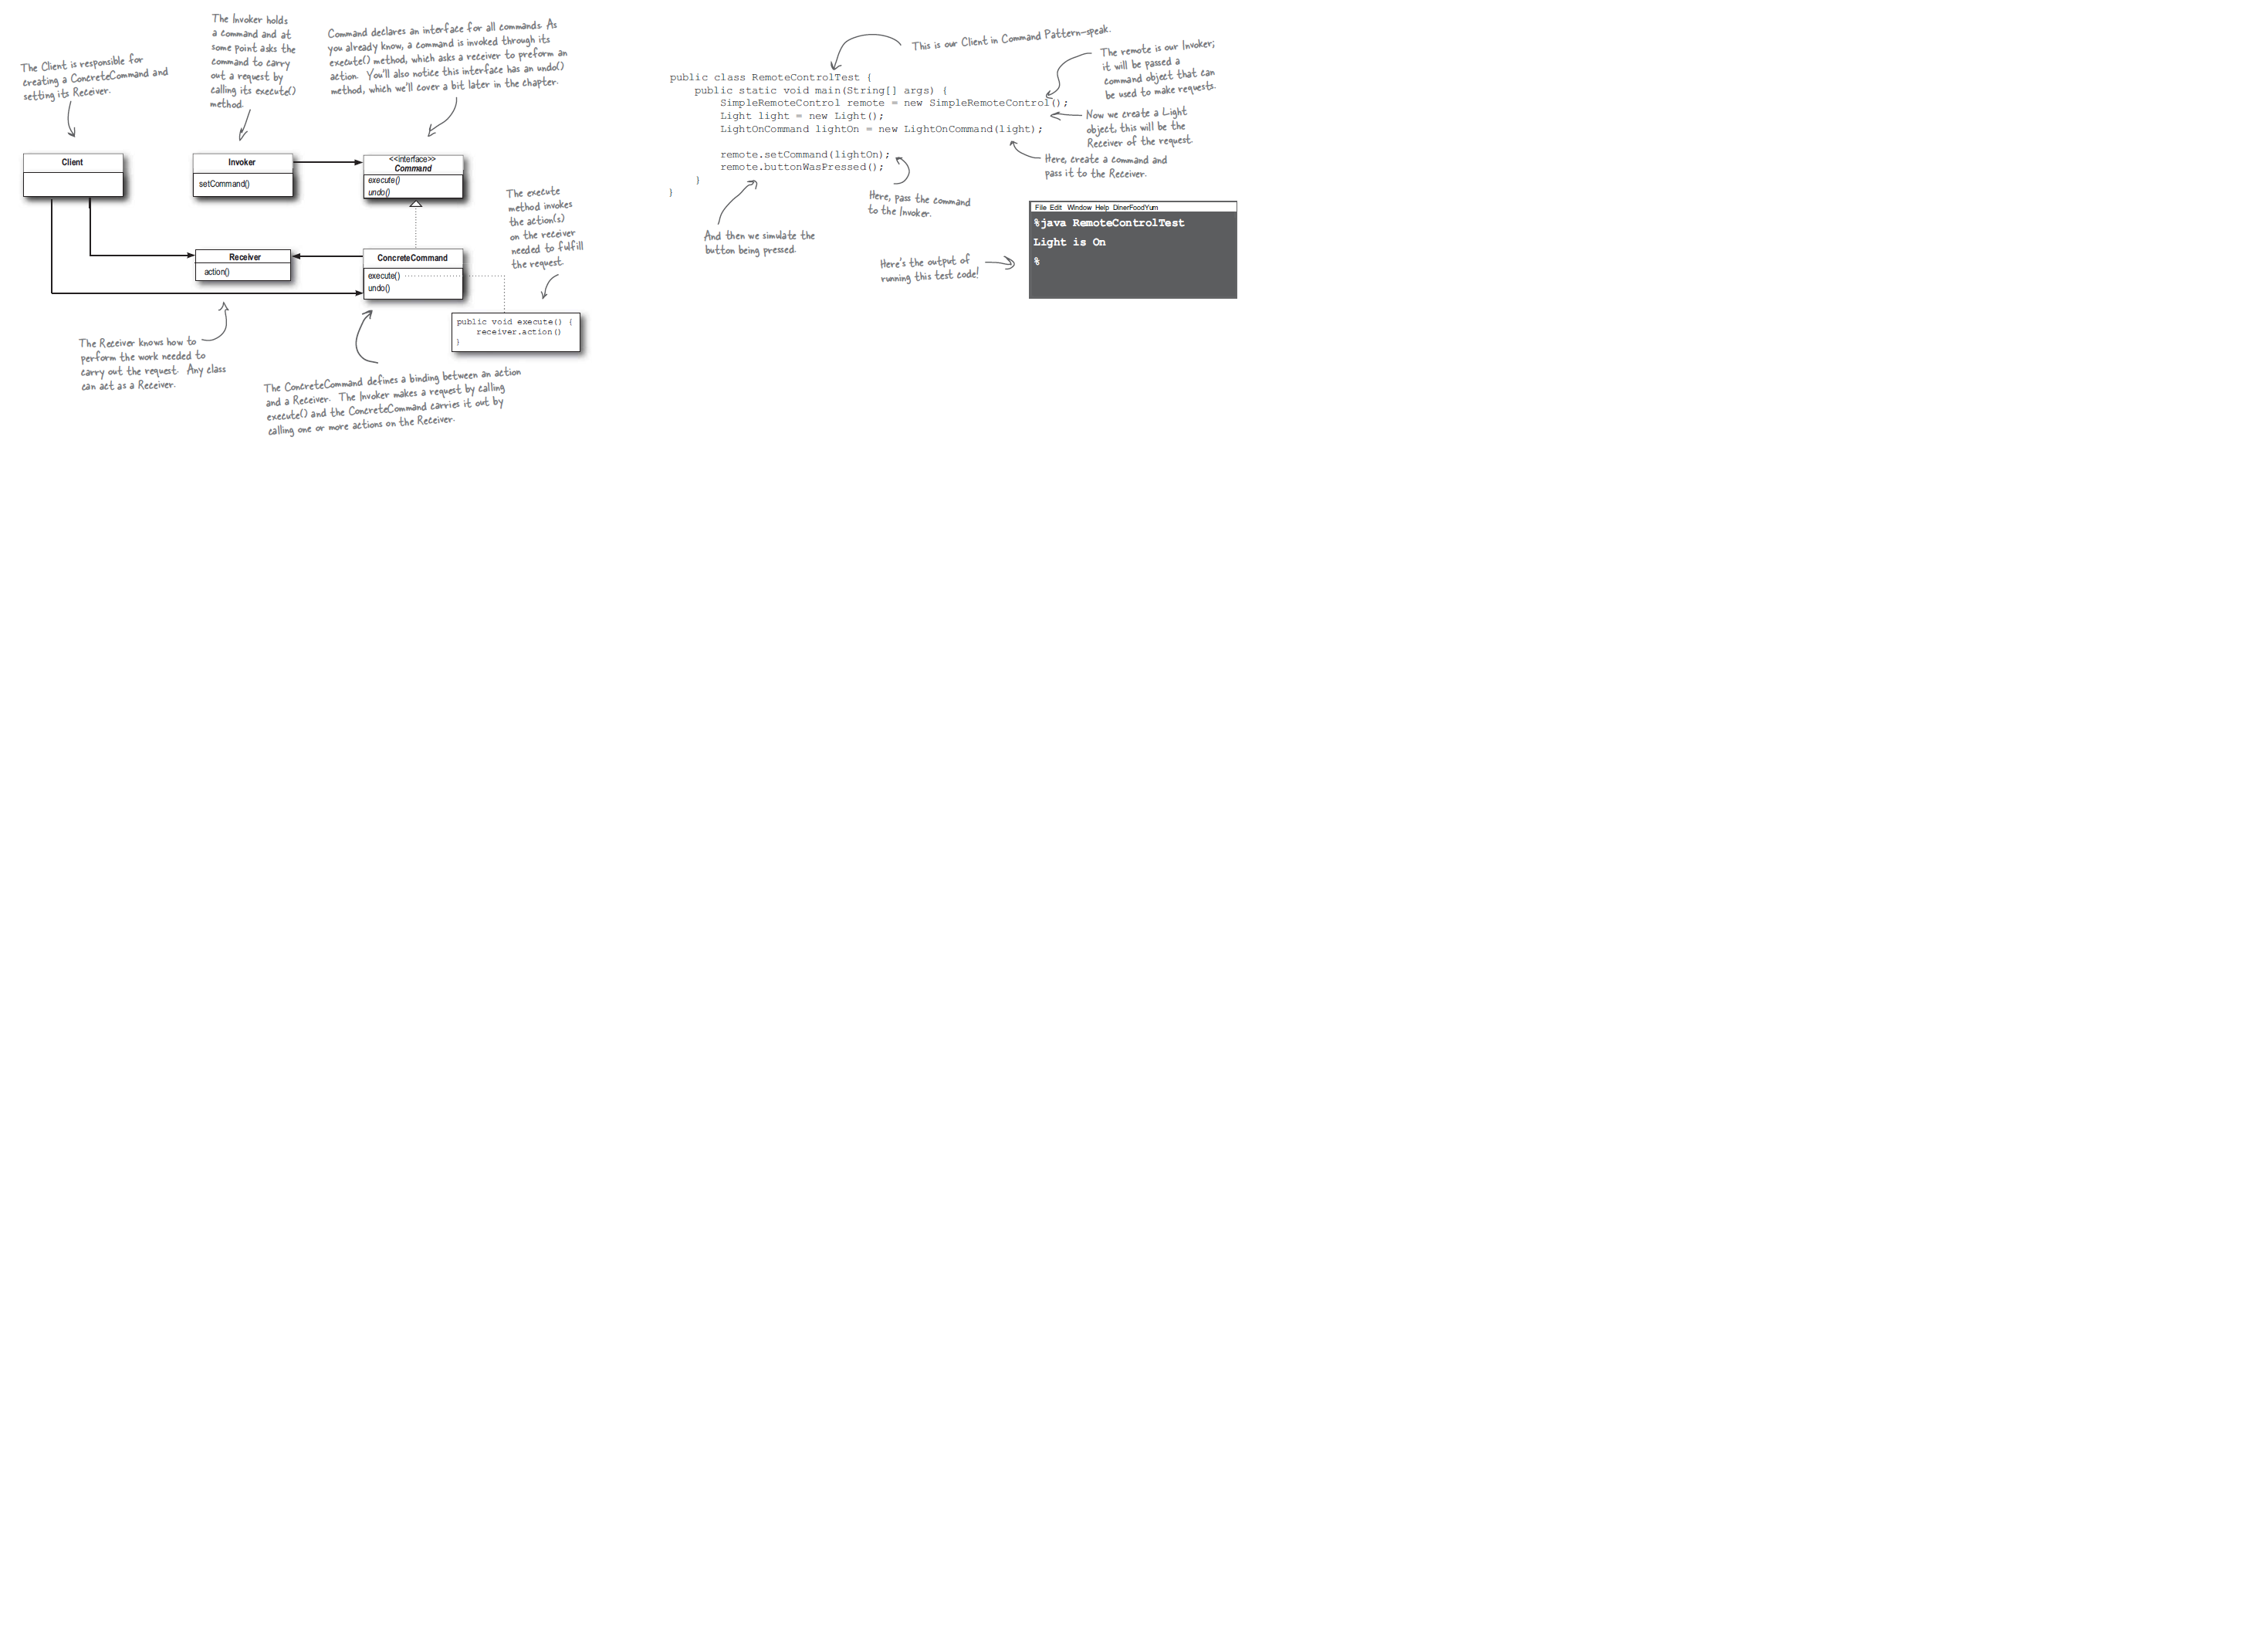 The Client is responsible for
creating a ConcreteCommand and
setting its Receiver.
The Invoker holds
a command and at
some point asks the
command to carry
out a request by
calling its execute()
method.
Command declares an interface for all commands. As
you already know, a command is invoked through its
execute() method, which asks a receiver to preform an
action. You'll also notice this interface has an undo()
method, which we'll cover a bit later in the chapter.
Client
Invoker
setCommand()
<<interface>>
Command
execute()
undo()
The execute
method invokes
the action(s)
on the receiver
needed to fulfill
the request.
Receiver
action()
ConcreteCommand
execute()
undo()
public void execute() {
receiver.action()
}
The Receiver knows how to
perform the work needed to
carry out the request. Any class
can act as a Receiver.
The ConcreteCommand defines a binding between an action
and a Receiver. The Invoker makes a request by calling
execute() and the ConcreteCommand carries it out by
calling one or more actions on the Receiver.
This is our Client in Command Pattern-speak.
The remote is our Invoker;
it will be passed a
command object that can
be used to make requests.
public class RemoteControlTest {
public static void main(String[] args) {
SimpleRemoteControl remote = new SimpleRemoteControl();
Light light = new Light();
LightOnCommand lightOn = new LightOnCommand(light);
remote.setCommand(lightOn);
remote.buttonWasPressed();
}
}
Now we create a Light
object, this will be the
Receiver of the request.
Here, create a command and
pass it to the Receiver.
Here, pass the command
to the Invoker.
And then we simulate the
button being pressed.
Here's the output of
running this test code!
File Edit Window Help DinerFoodYum
%java RemoteControlTest
Light is On
%